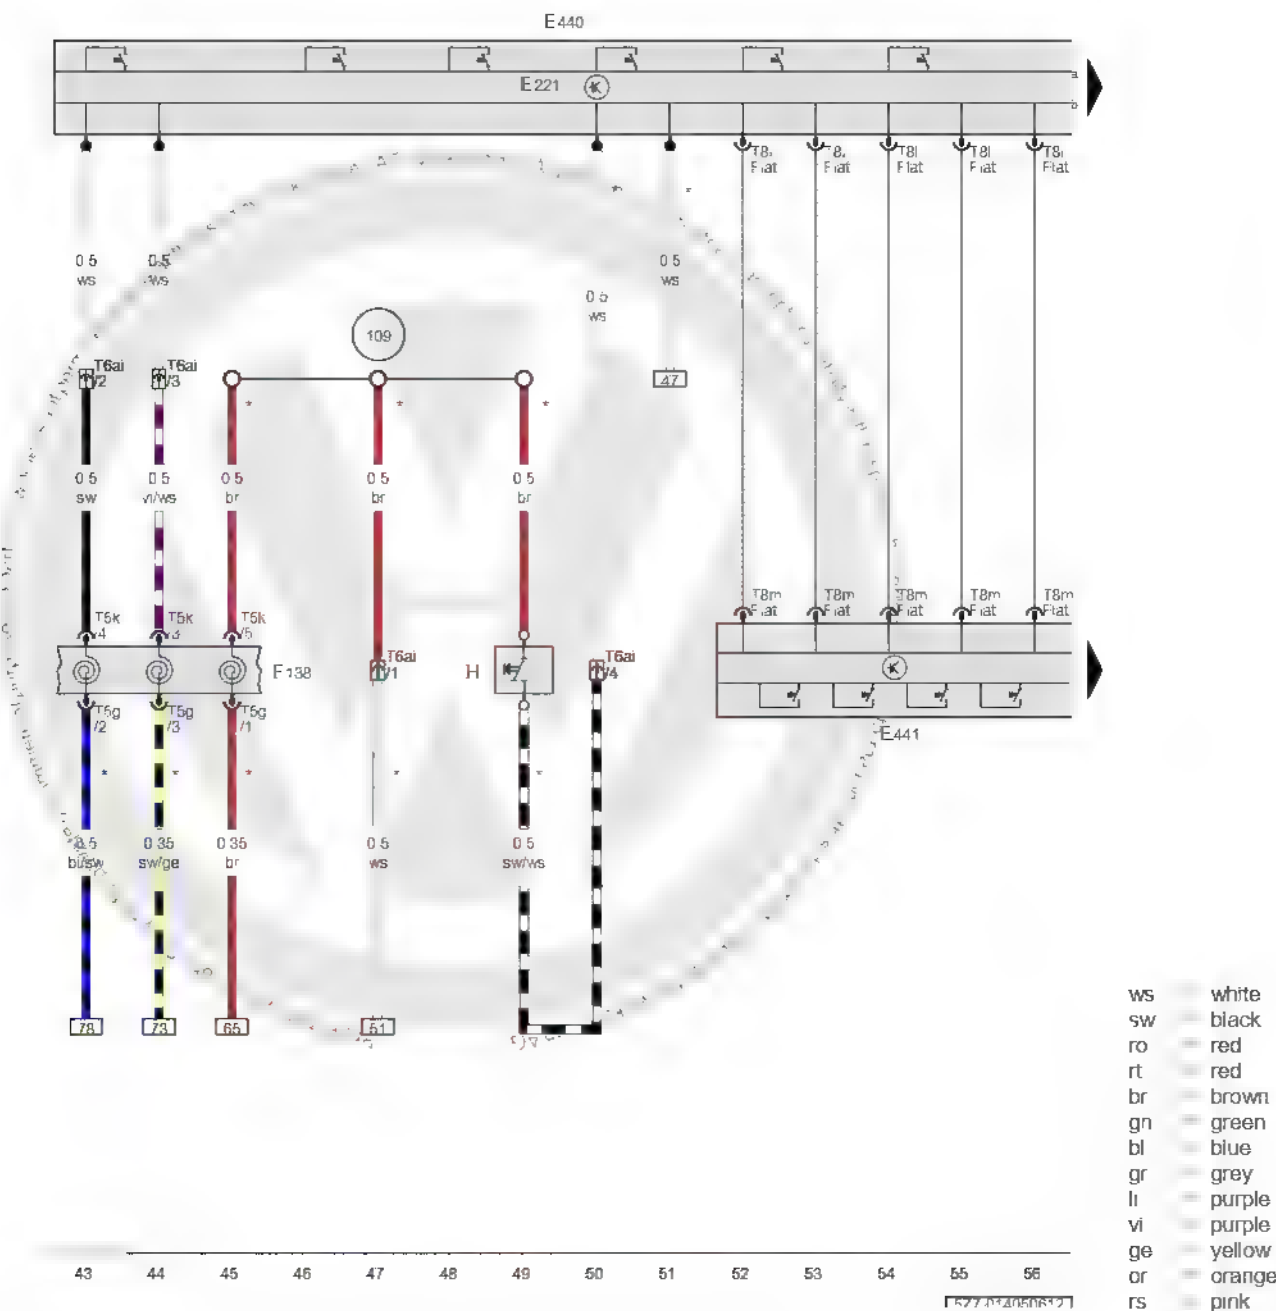 E440
E221
T8
Flat
T8
Flat
T8l
Flat
T8l
Flat
T8l
Flat
0.5
ws
0.5
ws
0.5
ws
0.5
ws
109
T6ai
/2
T6ai
/3
47
0.5
sw
0.5
vi/ws
0.5
br
0.5
br
0.5
br
T5k
/4
T5k
/3
T5k
/5
T8m
Flat
T8m
Flat
T8m
Flat
T8m
Flat
T8m
Flat
F138
T6ai
/1
H
T6ai
/4
T5g
/2
T5g
/3
T5g
/1
E441
0.5
bl/sw
0.35
sw/ge
0.35
br
0.5
ws
0.5
sw/ws
78
73
65
51
ws = white
sw = black
ro = red
rt = red
br = brown
gn = green
bl = blue
gr = grey
li = purple
vi = purple
ge = yellow
or = orange
rs = pink
43 44 45 46 47 48 49 50 51 52 53 54 55 56